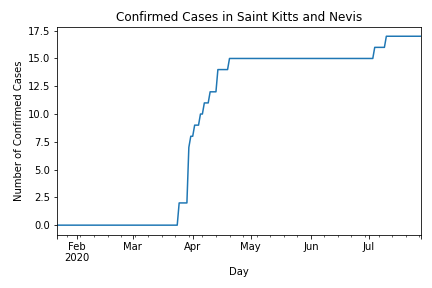 Confirmed Cases in Saint Kitts and Nevis
Number of Confirmed Cases
17.5
15.0
12.5
10.0
7.5
5.0
2.5
0.0
Feb Mar Apr May Jun Jul
2020
Day